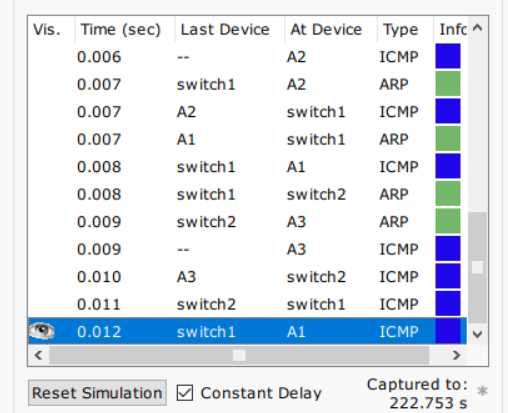 Vis. Time (sec) Last Device At Device Type Info
0.006 -- A2 ICMP
0.007 switch1 A2 ARP
0.007 A2 switch1 ICMP
0.007 A1 switch1 ARP
0.008 switch1 A1 ICMP
0.008 switch1 switch2 ARP
0.009 switch2 A3 ARP
0.009 -- A3 ICMP
0.010 A3 switch2 ICMP
0.011 switch2 switch1 ICMP
0.012 switch1 A1 ICMP
Reset Simulation Constant Delay Captured to: *
222.753 s